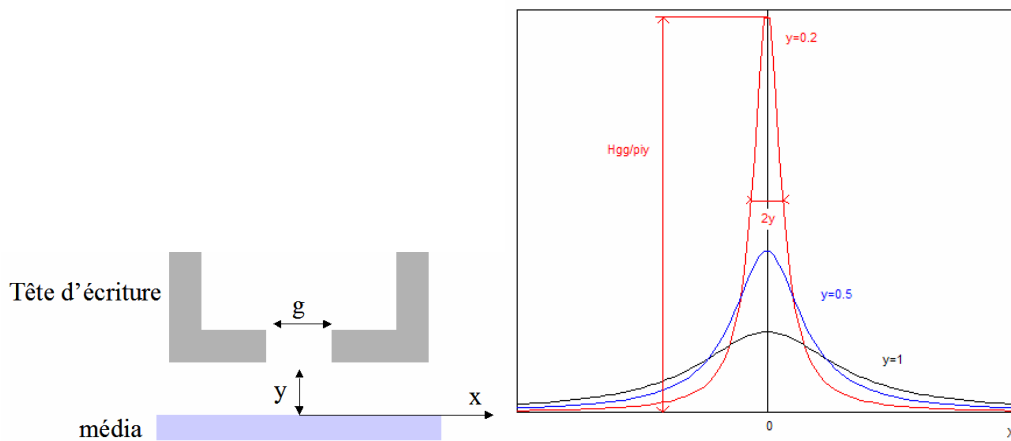 Tête d'écriture
g
y
x
média
y=0.2
Hgg/piy
2y
y=0.5
y=1
0
x